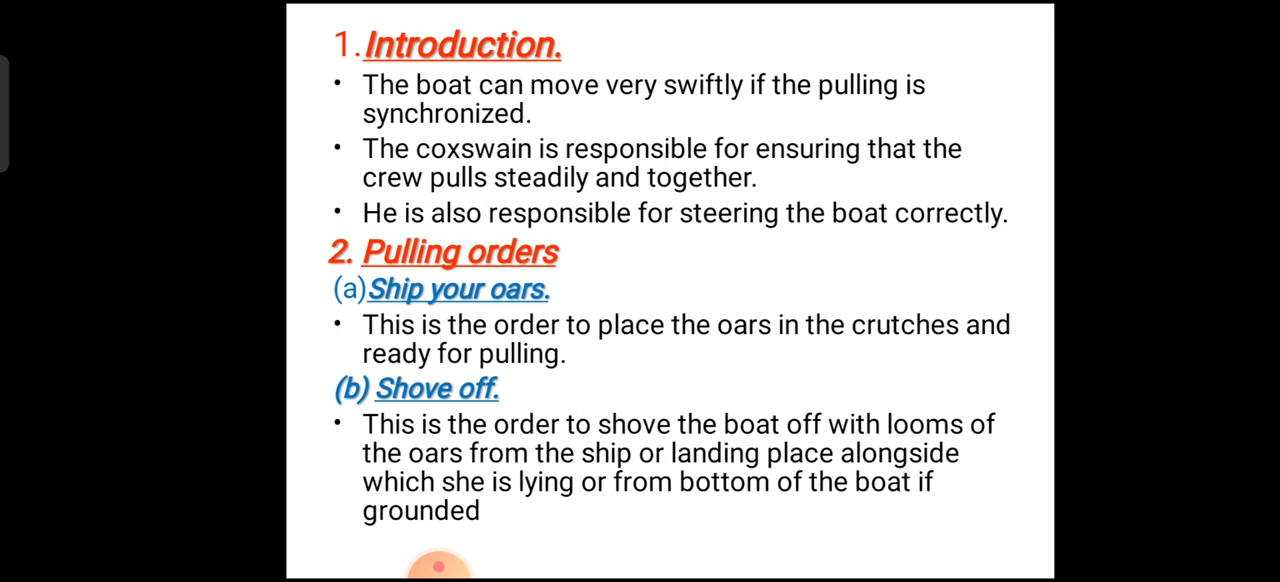 1.Introduction.
• The boat can move very swiftly if the pulling is
synchronized.
• The coxswain is responsible for ensuring that the
crew pulls steadily and together.
• He is also responsible for steering the boat correctly.
2. Pulling orders
(a)Ship your oars.
• This is the order to place the oars in the crutches and
ready for pulling.
(b) Shove off.
• This is the order to shove the boat off with looms of
the oars from the ship or landing place alongside
which she is lying or from bottom of the boat if
grounded